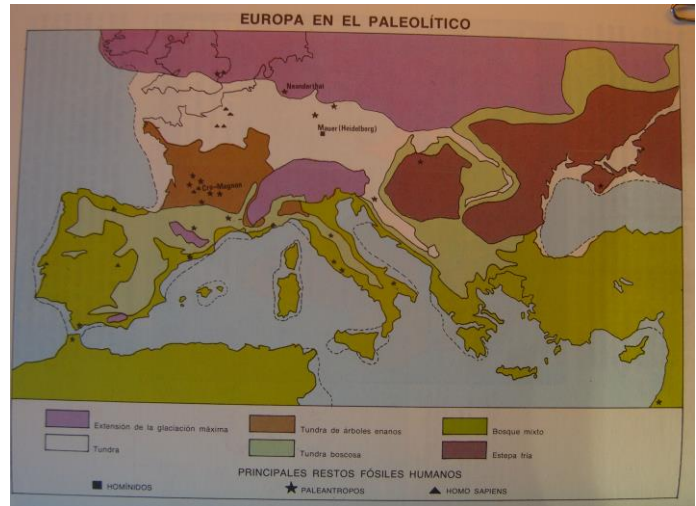 EUROPA EN EL PALEOLÍTICO
Neanderthal
Mauer (Heidelberg)
Cro-Magnon
Extensión de la glaciación máxima
Tundra de árboles enanos
Bosque mixto
Tundra
Tundra boscosa
Estepa fría
PRINCIPALES RESTOS FÓSILES HUMANOS
HOMÍNIDOS
PALEANTROPOS
HOMO SAPIENS